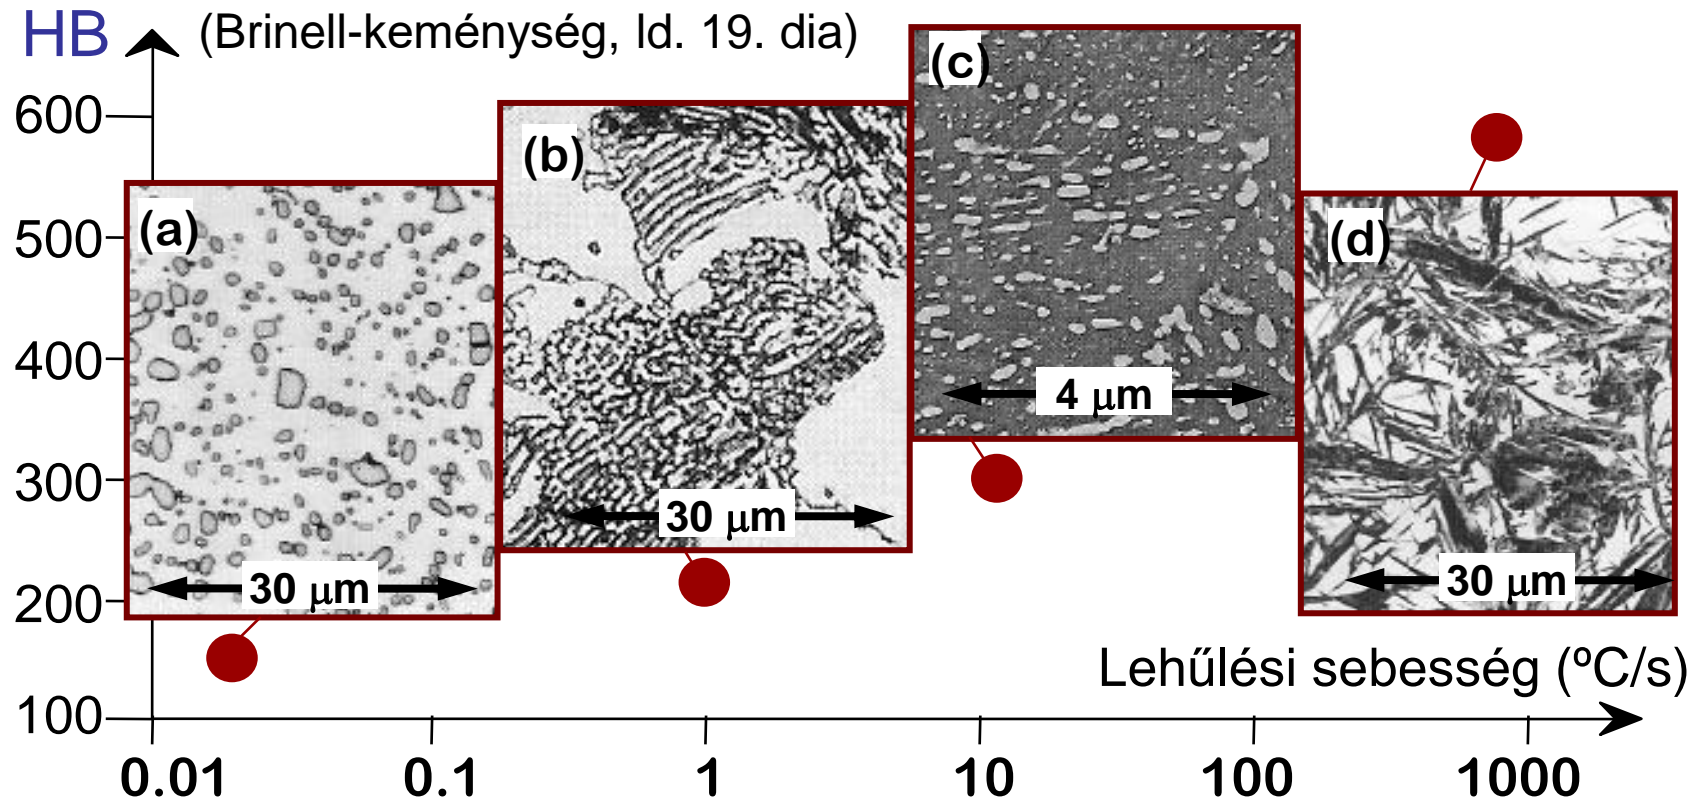 HB
(Brinell-keménység, ld. 19. dia)
600
500
400
300
200
100
(a)
30 μm
(b)
30 μm
(c)
4 μm
(d)
30 μm
Lehűlési sebesség (ºC/s)
0.01 0.1 1 10 100 1000